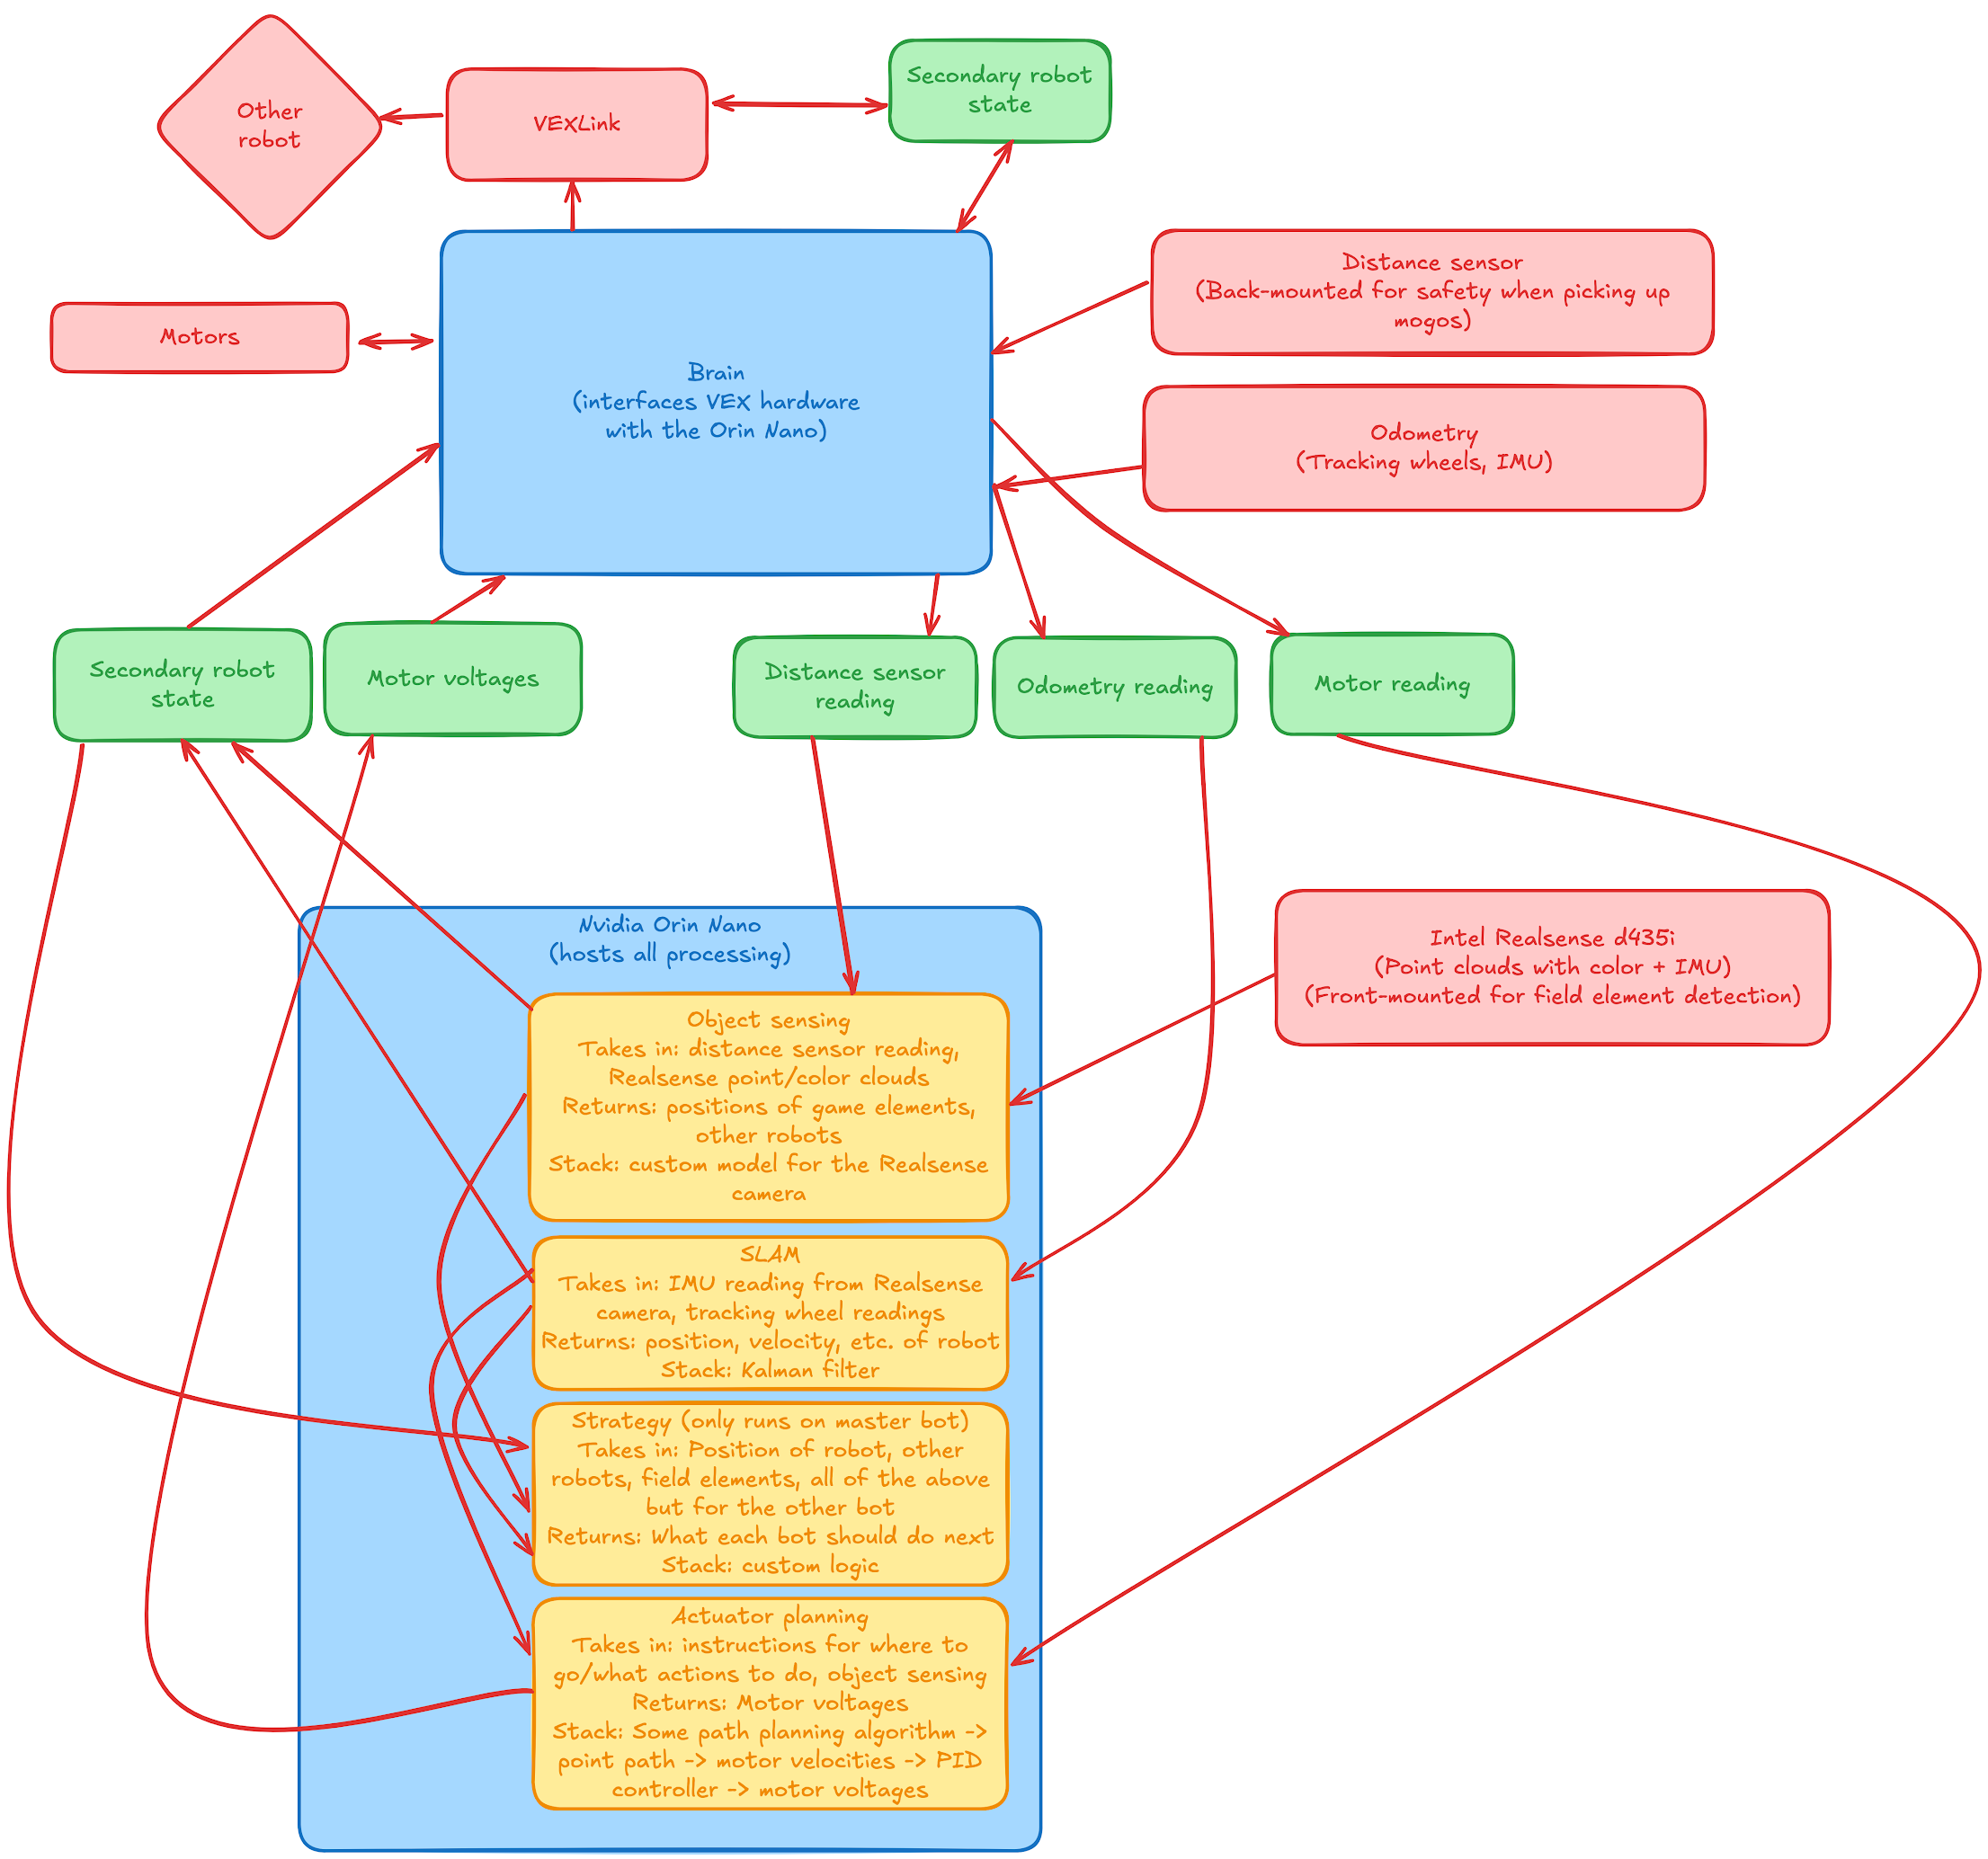 Other
robot
VEXLink
Secondary robot
state
Distance sensor
(Back-mounted for safety when picking up
mogos)
Motors
Brain
(interfaces VEX hardware
with the Orin Nano)
Odometry
(Tracking wheels, IMU)
Secondary robot
state
Motor voltages
Distance sensor
reading
Odometry reading
Motor reading
Nvidia Orin Nano
(hosts all processing)
Intel Realsense d435i
(Point clouds with color + IMU)
(Front-mounted for field element detection)
Object sensing
Takes in: distance sensor reading,
Realsense point/color clouds
Returns: positions of game elements,
other robots
Stack: custom model for the Realsense
camera
SLAM
Takes in: IMU reading from Realsense
camera, tracking wheel readings
Returns: position, velocity, etc. of robot
Stack: Kalman filter
Strategy (only runs on master bot)
Takes in: Position of robot, other
robots, field elements, all of the above
but for the other bot
Returns: What each bot should do next
Stack: custom logic
Actuator planning
Takes in: instructions for where to
go/what actions to do, object sensing
Returns: Motor voltages
Stack: Some path planning algorithm ->
point path -> motor velocities -> PID
controller -> motor voltages